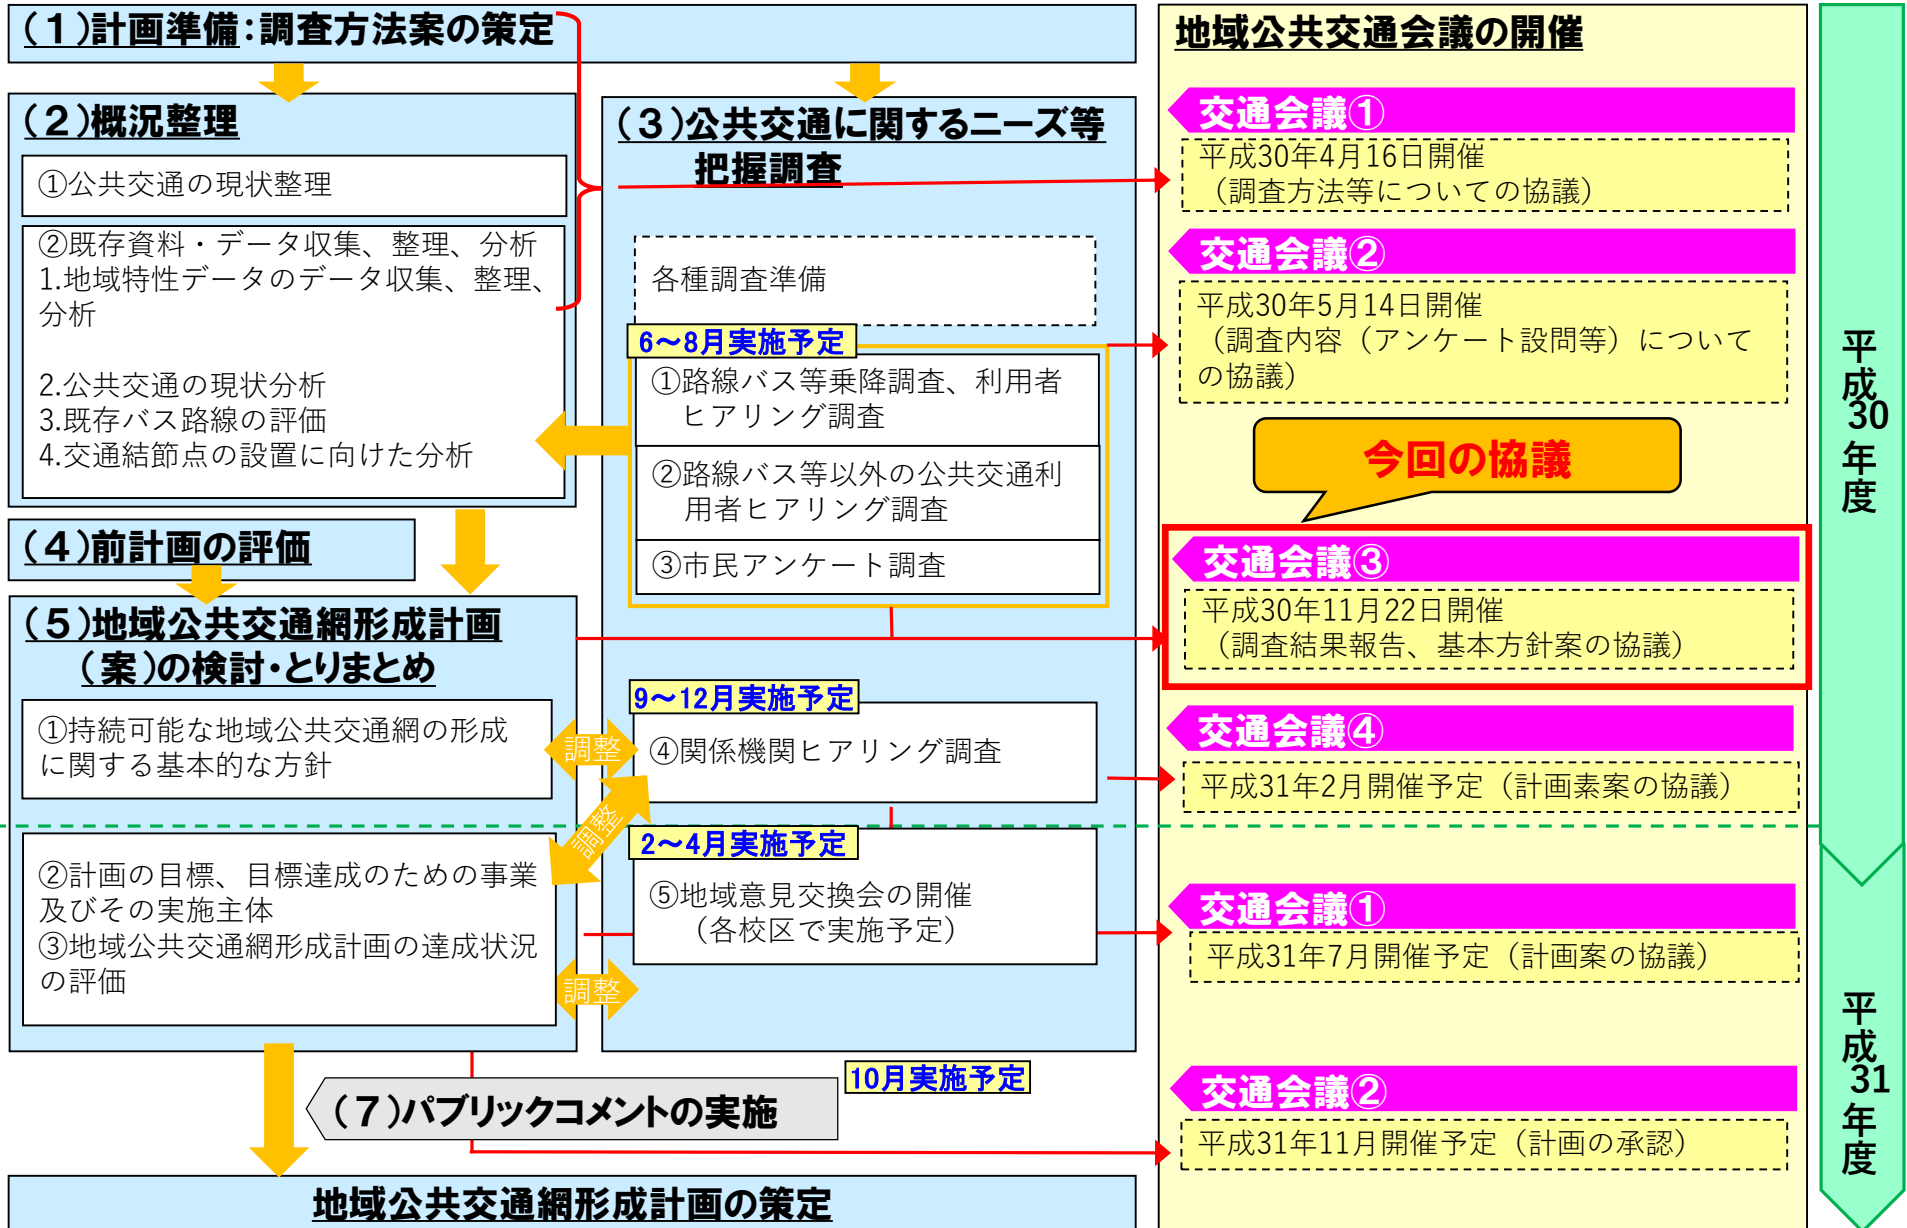 （１）計画準備：調査方法案の策定
（２）概況整理
①公共交通の現状整理
②既存資料・データ収集、整理、分析
1.地域特性データのデータ収集、整理、
分析
2.公共交通の現状分析
3.既存バス路線の評価
4.交通結節点の設置に向けた分析
（３）公共交通に関するニーズ等
把握調査
各種調査準備
6～8月実施予定
①路線バス等乗降調査、利用者
ヒアリング調査
②路線バス等以外の公共交通利
用者ヒアリング調査
③市民アンケート調査
（４）前計画の評価
（５）地域公共交通網形成計画
（案）の検討・とりまとめ
①持続可能な地域公共交通網の形成
に関する基本的な方針
調整
9～12月実施予定
④関係機関ヒアリング調査
調整
②計画の目標、目標達成のための事業
及びその実施主体
③地域公共交通網形成計画の達成状況
の評価
2～4月実施予定
⑤地域意見交換会の開催
（各校区で実施予定）
調整
10月実施予定
（７）パブリックコメントの実施
地域公共交通網形成計画の策定
地域公共交通会議の開催
交通会議①
平成30年4月16日開催
（調査方法等についての協議）
交通会議②
平成30年5月14日開催
（調査内容（アンケート設問等）について
の協議）
今回の協議
交通会議③
平成30年11月22日開催
（調査結果報告、基本方針案の協議）
交通会議④
平成31年2月開催予定（計画素案の協議）
交通会議①
平成31年7月開催予定（計画案の協議）
交通会議②
平成31年11月開催予定（計画の承認）
平成30年度
平成31年度